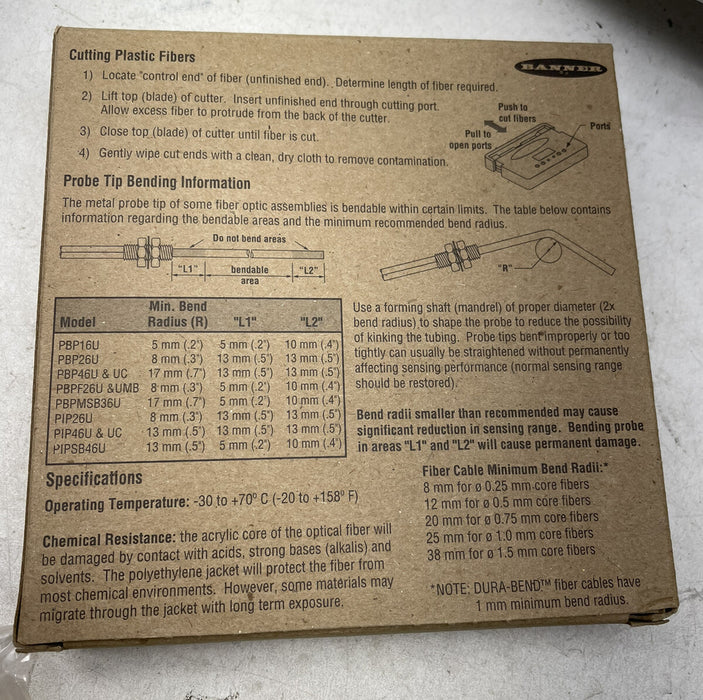 Cutting Plastic Fibers
BANNER
1) Locate "control end" of fiber (unfinished end). Determine length of fiber required.
2) Lift top (blade) of cutter. Insert unfinished end through cutting port.
Allow excess fiber to protrude from the back of the cutter.
3) Close top (blade) of cutter until fiber is cut.
4) Gently wipe cut ends with a clean, dry cloth to remove contamination.
Push to
cut fibers
Ports
Pull to
open ports
Probe Tip Bending Information
The metal probe tip of some fiber optic assemblies is bendable within certain limits. The table below contains
information regarding the bendable areas and the minimum recommended bend radius.
Do not bend areas
"L1" bendable "L2"
area
"R"
Min. Bend
Model Radius (R) "L1" "L2"
PBP16U 5 mm (.2") 5 mm (.2") 10 mm (.4")
PBP26U 8 mm (.3") 13 mm (.5") 13 mm (.5")
PBP46U & UC 17 mm (.7") 13 mm (.5") 13 mm (.5")
PBPF26U &UMB 8 mm (.3") 5 mm (.2") 10 mm (.4")
PBPMSB36U 17 mm (.7") 5 mm (.2") 10 mm (.4")
PIP26U 8 mm (.3") 13 mm (.5") 13 mm (.5")
PIP46U & UC 13 mm (.5") 13 mm (.5") 13 mm (.5")
PIPSB46U 13 mm (.5") 5 mm (.2") 10 mm (.4")
Use a forming shaft (mandrel) of proper diameter (2x
bend radius) to shape the probe to reduce the possibility
of kinking the tubing. Probe tips bent improperly or too
tightly can usually be straightened without permanently
affecting sensing performance (normal sensing range
should be restored).
Bend radii smaller than recommended may cause
significant reduction in sensing range. Bending probe
in areas "L1" and "L2" will cause permanent damage.
Specifications
Operating Temperature: -30 to +70° C (-20 to +158° F)
Chemical Resistance: the acrylic core of the optical fiber will
be damaged by contact with acids, strong bases (alkalis) and
solvents. The polyethylene jacket will protect the fiber from
most chemical environments. However, some materials may
migrate through the jacket with long term exposure.
Fiber Cable Minimum Bend Radii:*
8 mm for ø 0.25 mm core fibers
12 mm for ø 0.5 mm core fibers
20 mm for ø 0.75 mm core fibers
25 mm for ø 1.0 mm core fibers
38 mm for ø 1.5 mm core fibers
*NOTE: DURA-BEND™ fiber cables have
1 mm minimum bend radius.